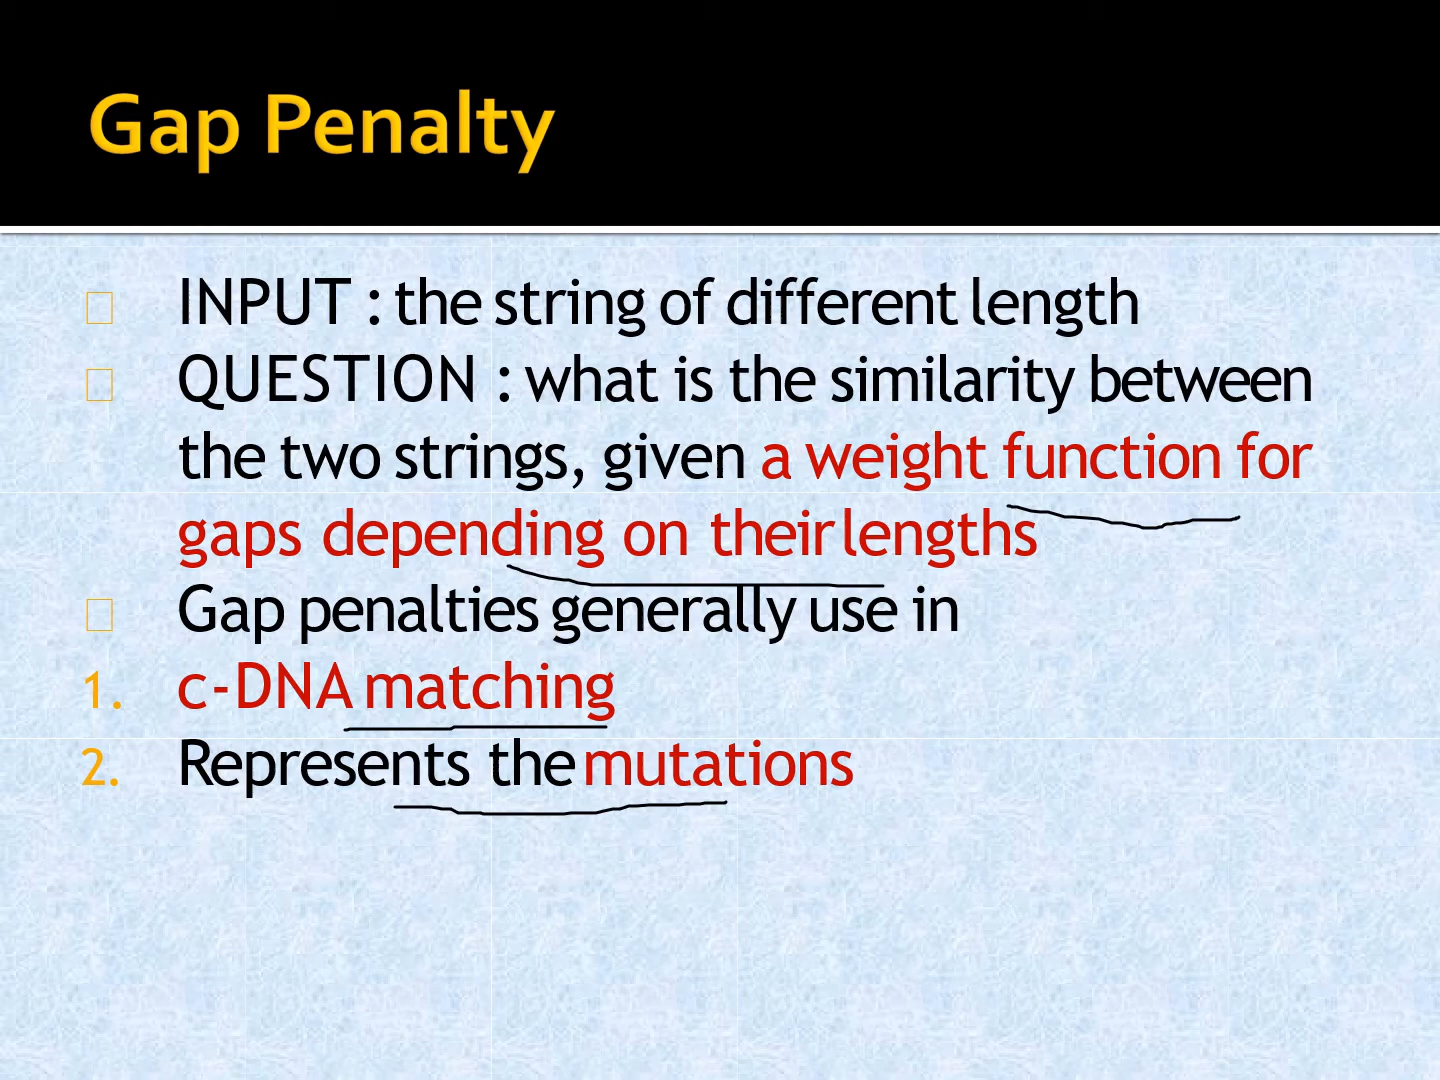 Gap Penalty
INPUT : the string of different length
QUESTION : what is the similarity between
the two strings, given a weight function for
gaps depending on their lengths
Gap penalties generally use in
1. c-DNA matching
2. Represents the mutations